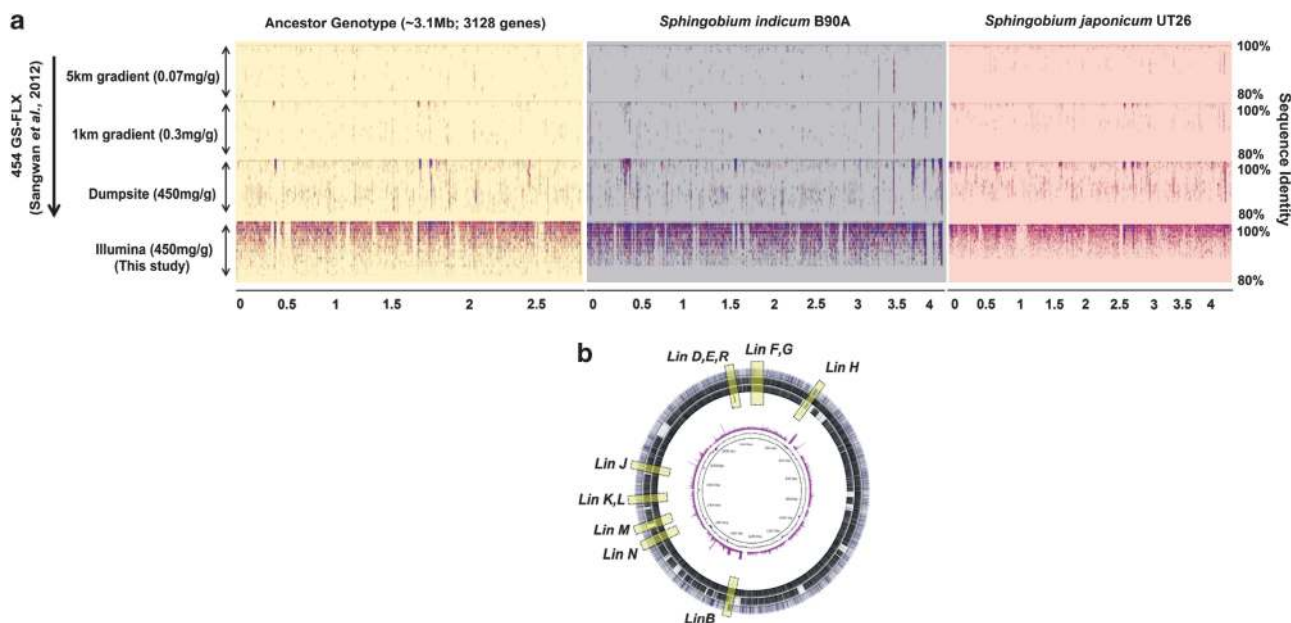 a
Ancestor Genotype (~3.1Mb; 3128 genes)
Sphingobium indicum B90A
Sphingobium japonicum UT26
454 GS-FLX
(Sangwan et al., 2012)
5km gradient (0.07mg/g)
1km gradient (0.3mg/g)
Dumpsite (450mg/g)
Illumina (450mg/g)
(This study)
100%
80%
100%
80%
100%
80%
100%
80%
Sequence Identity
0 0.5 1 1.5 2 2.5
0 0.5 1 1.5 2 2.5 3 3.5 4
0 0.5 1 1.5 2 2.5 3 3.5 4
b
Lin D,E,R
Lin F,G
Lin H
Lin J
Lin K,L
Lin M
Lin N
LinB